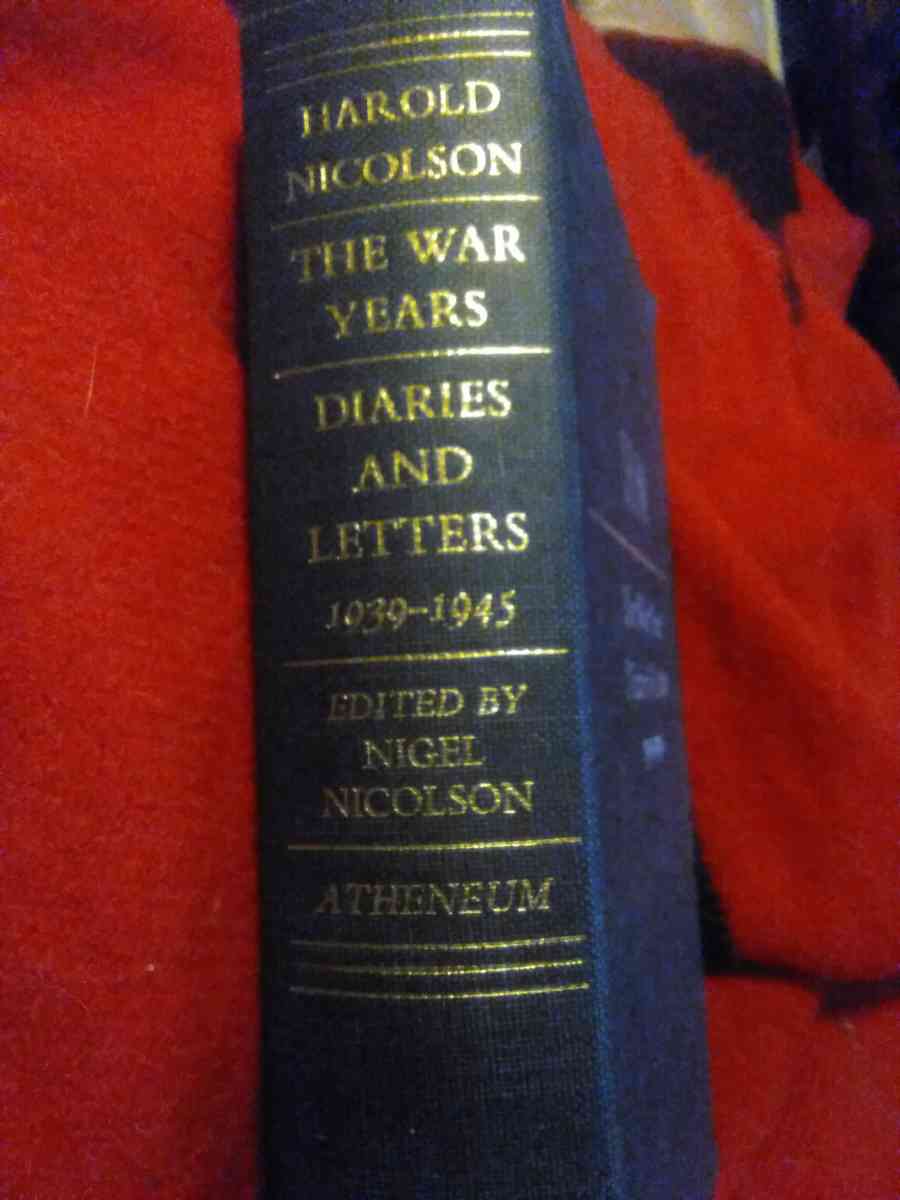 HAROLD
NICOLSON
THE WAR
YEARS
DIARIES
AND
LETTERS
1939–1945
EDITED BY
NIGEL
NICOLSON
ATHENEUM